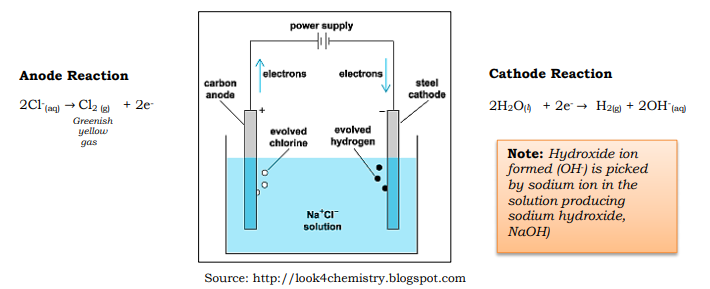 power supply
electrons
electrons
carbon
anode
steel
cathode
+
−
evolved
chlorine
evolved
hydrogen
Na⁺Cl⁻
solution
Anode Reaction
2Cl⁻(aq) → Cl₂ (g) + 2e⁻
Greenish
yellow
gas
Cathode Reaction
2H₂O(l) + 2e⁻ → H₂(g) + 2OH⁻(aq)
Note: Hydroxide ion
formed (OH⁻) is picked
by sodium ion in the
solution producing
sodium hydroxide,
NaOH)
Source: http://look4chemistry.blogspot.com